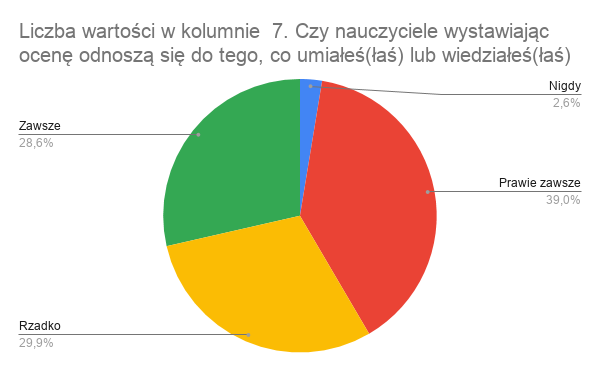 Liczba wartości w kolumnie  7. Czy nauczyciele wystawiając
ocenę odnoszą się do tego, co umiałeś(łaś) lub wiedziałeś(łaś)
Nigdy
2,6%
Zawsze
28,6%
Prawie zawsze
39,0%
Rzadko
29,9%